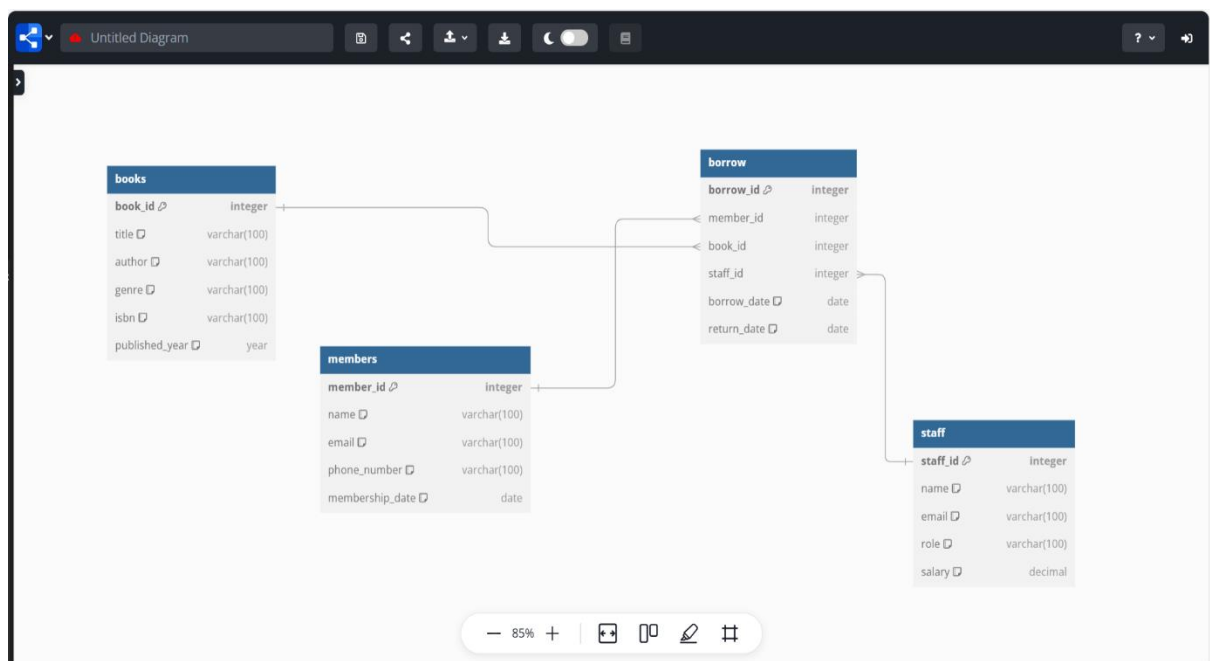 Untitled Diagram
?
books
book_id integer
title varchar(100)
author varchar(100)
genre varchar(100)
isbn varchar(100)
published_year year
members
member_id integer
name varchar(100)
email varchar(100)
phone_number varchar(100)
membership_date date
borrow
borrow_id integer
member_id integer
book_id integer
staff_id integer
borrow_date date
return_date date
staff
staff_id integer
name varchar(100)
email varchar(100)
role varchar(100)
salary decimal
85%